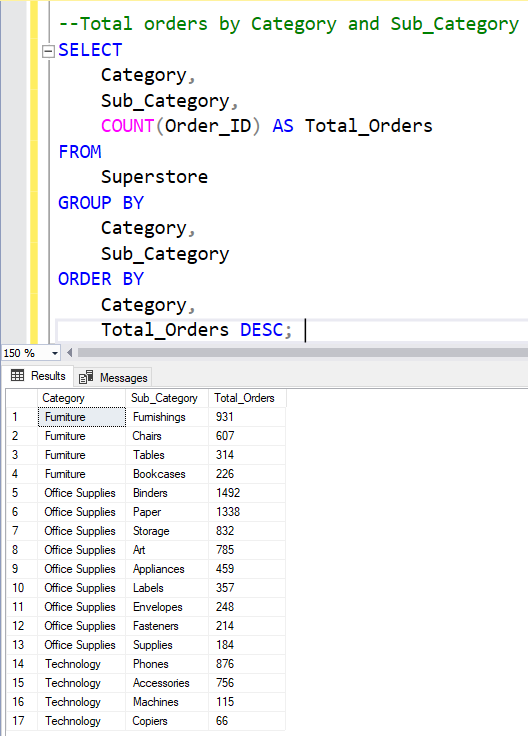 --Total orders by Category and Sub_Category
SELECT
Category,
Sub_Category,
COUNT(Order_ID) AS Total_Orders
FROM
Superstore
GROUP BY
Category,
Sub_Category
ORDER BY
Category,
Total_Orders DESC;
150 %
Results Messages
Category Sub_Category Total_Orders
1 Furniture Furnishings 931
2 Furniture Chairs 607
3 Furniture Tables 314
4 Furniture Bookcases 226
5 Office Supplies Binders 1492
6 Office Supplies Paper 1338
7 Office Supplies Storage 832
8 Office Supplies Art 785
9 Office Supplies Appliances 459
10 Office Supplies Labels 357
11 Office Supplies Envelopes 248
12 Office Supplies Fasteners 214
13 Office Supplies Supplies 184
14 Technology Phones 876
15 Technology Accessories 756
16 Technology Machines 115
17 Technology Copiers 66